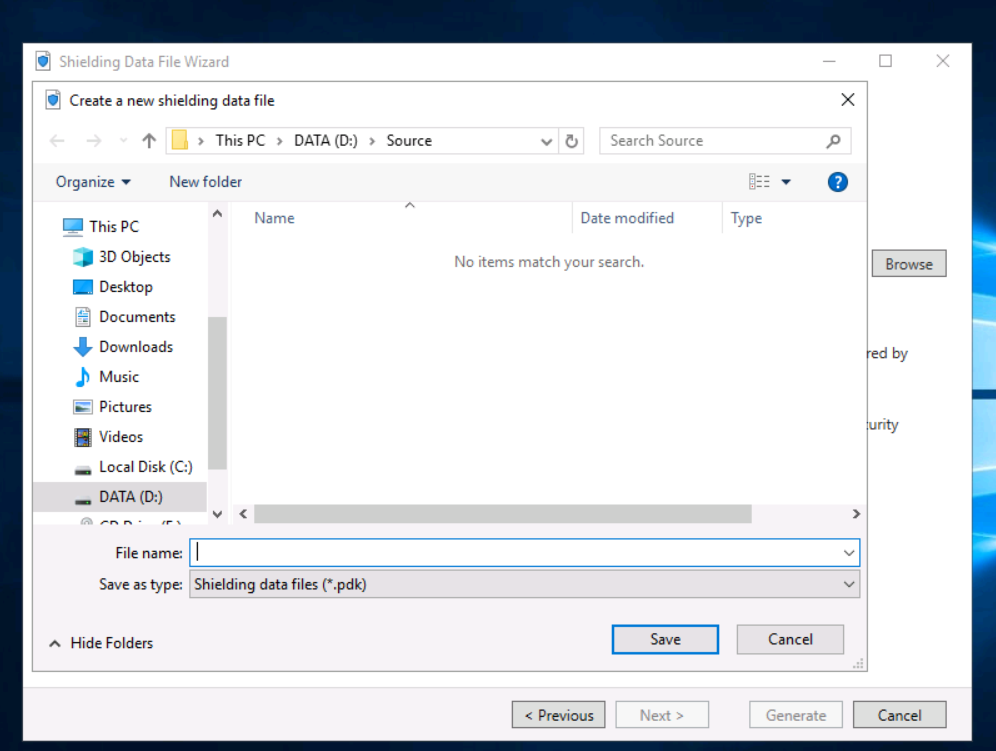 Shielding Data File Wizard
Create a new shielding data file
This PC > DATA (D:) > Source
Search Source
Organize
New folder
Name
Date modified
Type
This PC
3D Objects
Desktop
Documents
Downloads
Music
Pictures
Videos
Local Disk (C:)
DATA (D:)
No items match your search.
Browse
red by
urity
File name:
Save as type: Shielding data files (*.pdk)
Hide Folders
Save
Cancel
< Previous
Next >
Generate
Cancel